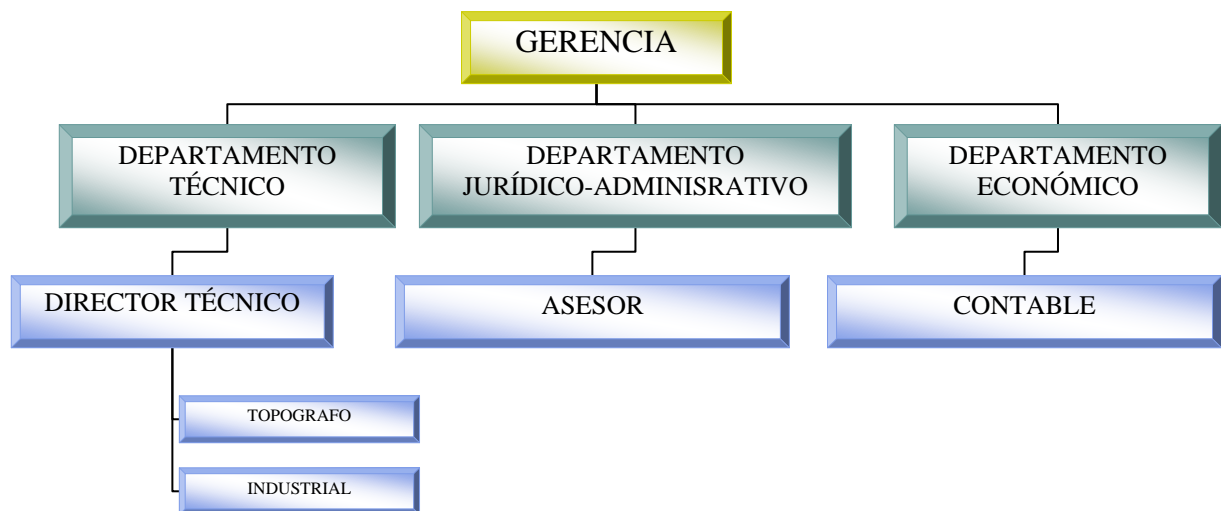 GERENCIA
DEPARTAMENTO
TÉCNICO
DEPARTAMENTO
JURÍDICO-ADMINISRATIVO
DEPARTAMENTO
ECONÓMICO
DIRECTOR TÉCNICO
ASESOR
CONTABLE
TOPOGRAFO
INDUSTRIAL